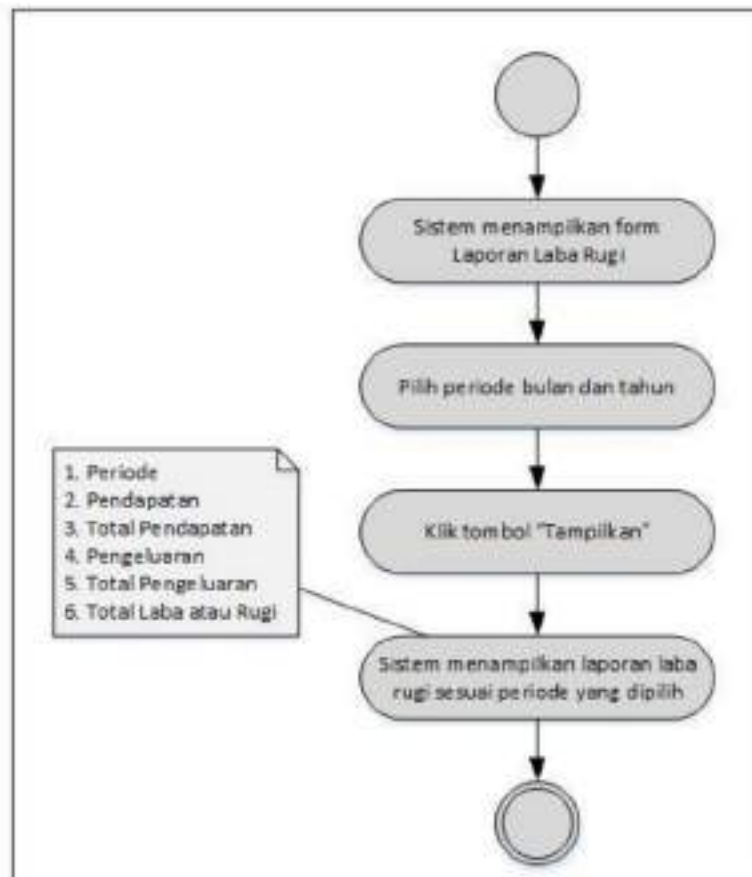 Sistem menampilkan form
Laporan Laba Rugi
Pilih periode bulan dan tahun
Klik tombol "Tampilkan"
1. Periode
2. Pendapatan
3. Total Pendapatan
4. Pengeluaran
5. Total Pengeluaran
6. Total Laba atau Rugi
Sistem menampilkan laporan laba
rugi sesuai periode yang dipilih